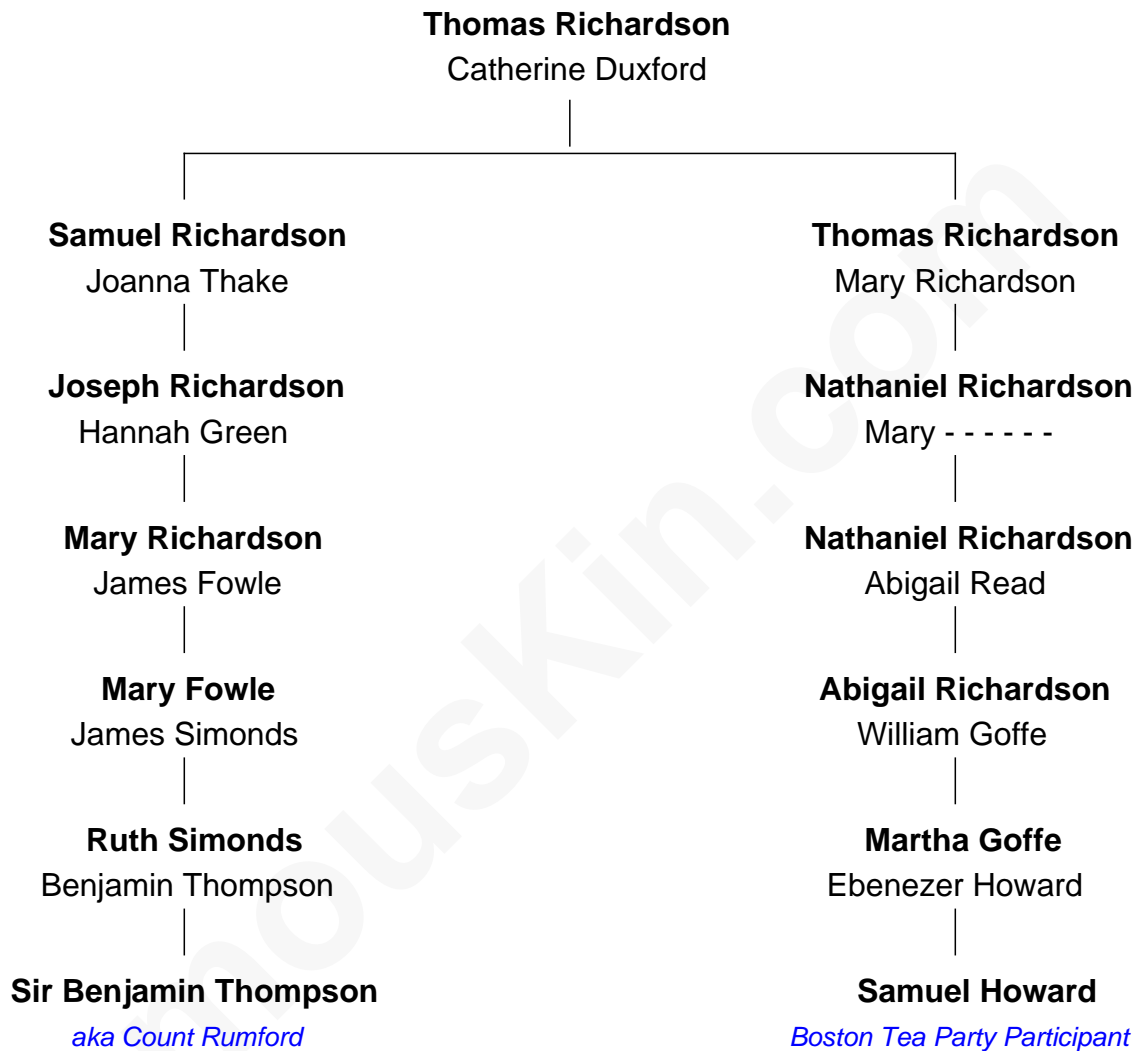 Thomas Richardson
Catherine Duxford
Samuel Richardson
Joanna Thake
Thomas Richardson
Mary Richardson
Joseph Richardson
Hannah Green
Nathaniel Richardson
Mary - - - - - -
Mary Richardson
James Fowle
Nathaniel Richardson
Abigail Read
Mary Fowle
James Simonds
Abigail Richardson
William Goffe
Ruth Simonds
Benjamin Thompson
Martha Goffe
Ebenezer Howard
Sir Benjamin Thompson
aka Count Rumford
Samuel Howard
Boston Tea Party Participant
mousKin.com